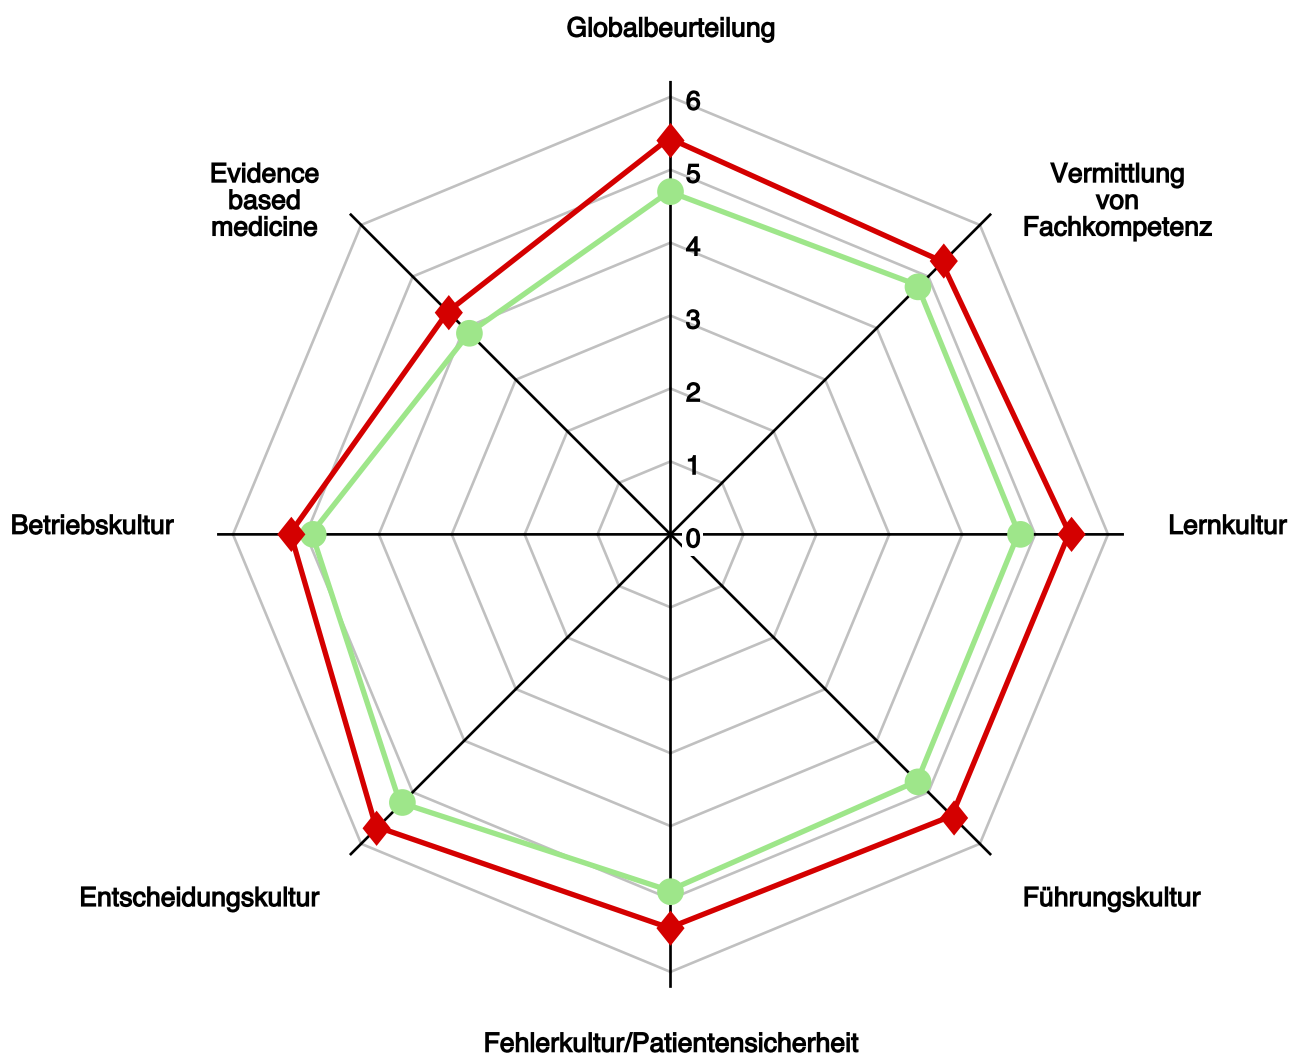 Globalbeurteilung
6
Evidence
based
medicine
5
Vermittlung
von
Fachkompetenz
4
3
2
1
Betriebskultur
0
Lernkultur
Entscheidungskultur
Führungskultur
Fehlerkultur/Patientensicherheit